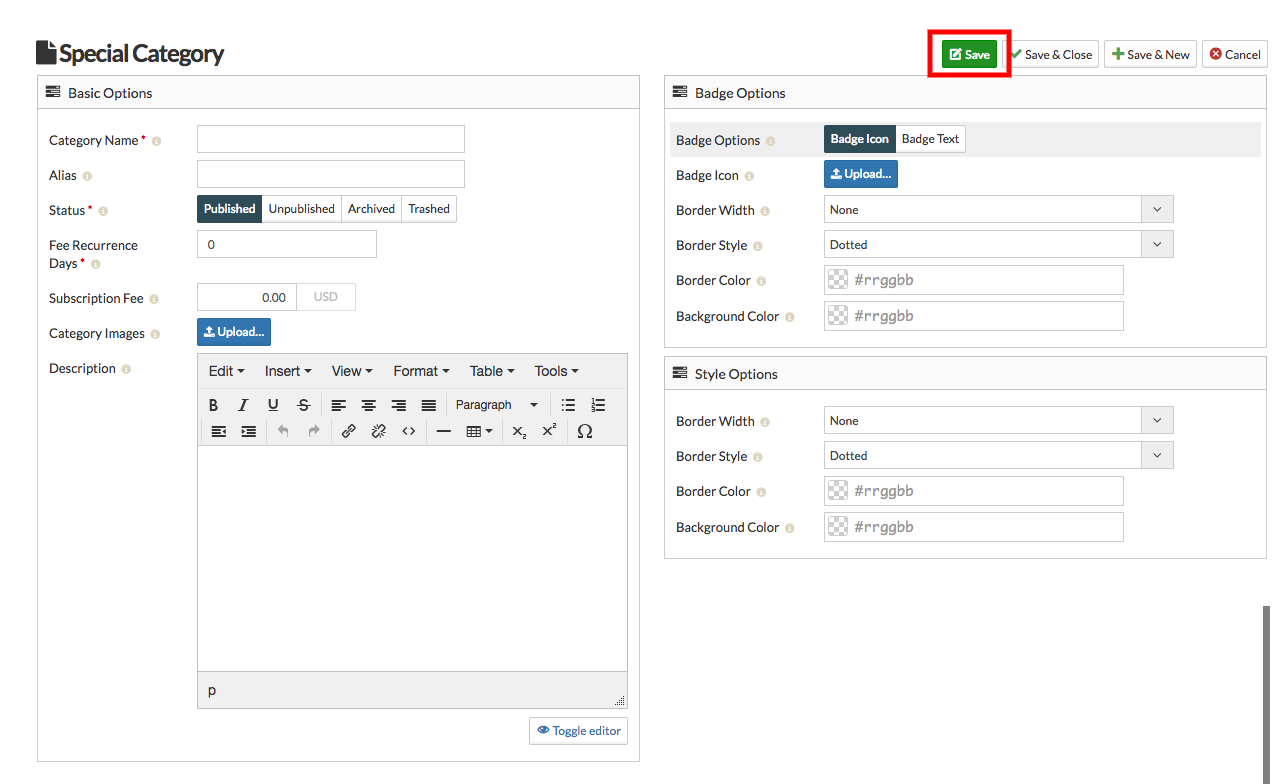 Special Category
Save
Save & Close
Save & New
Cancel
Basic Options
Category Name *
Alias
Status *
Published Unpublished Archived Trashed
Fee Recurrence
Days *
0
Subscription Fee
0.00 USD
Category Images
Upload...
Description
Edit Insert View Format Table Tools
B I U S Paragraph
X₂ X² Ω
p
Toggle editor
Badge Options
Badge Options
Badge Icon Badge Text
Badge Icon
Upload...
Border Width
None
Border Style
Dotted
Border Color
#rrggbb
Background Color
#rrggbb
Style Options
Border Width
None
Border Style
Dotted
Border Color
#rrggbb
Background Color
#rrggbb